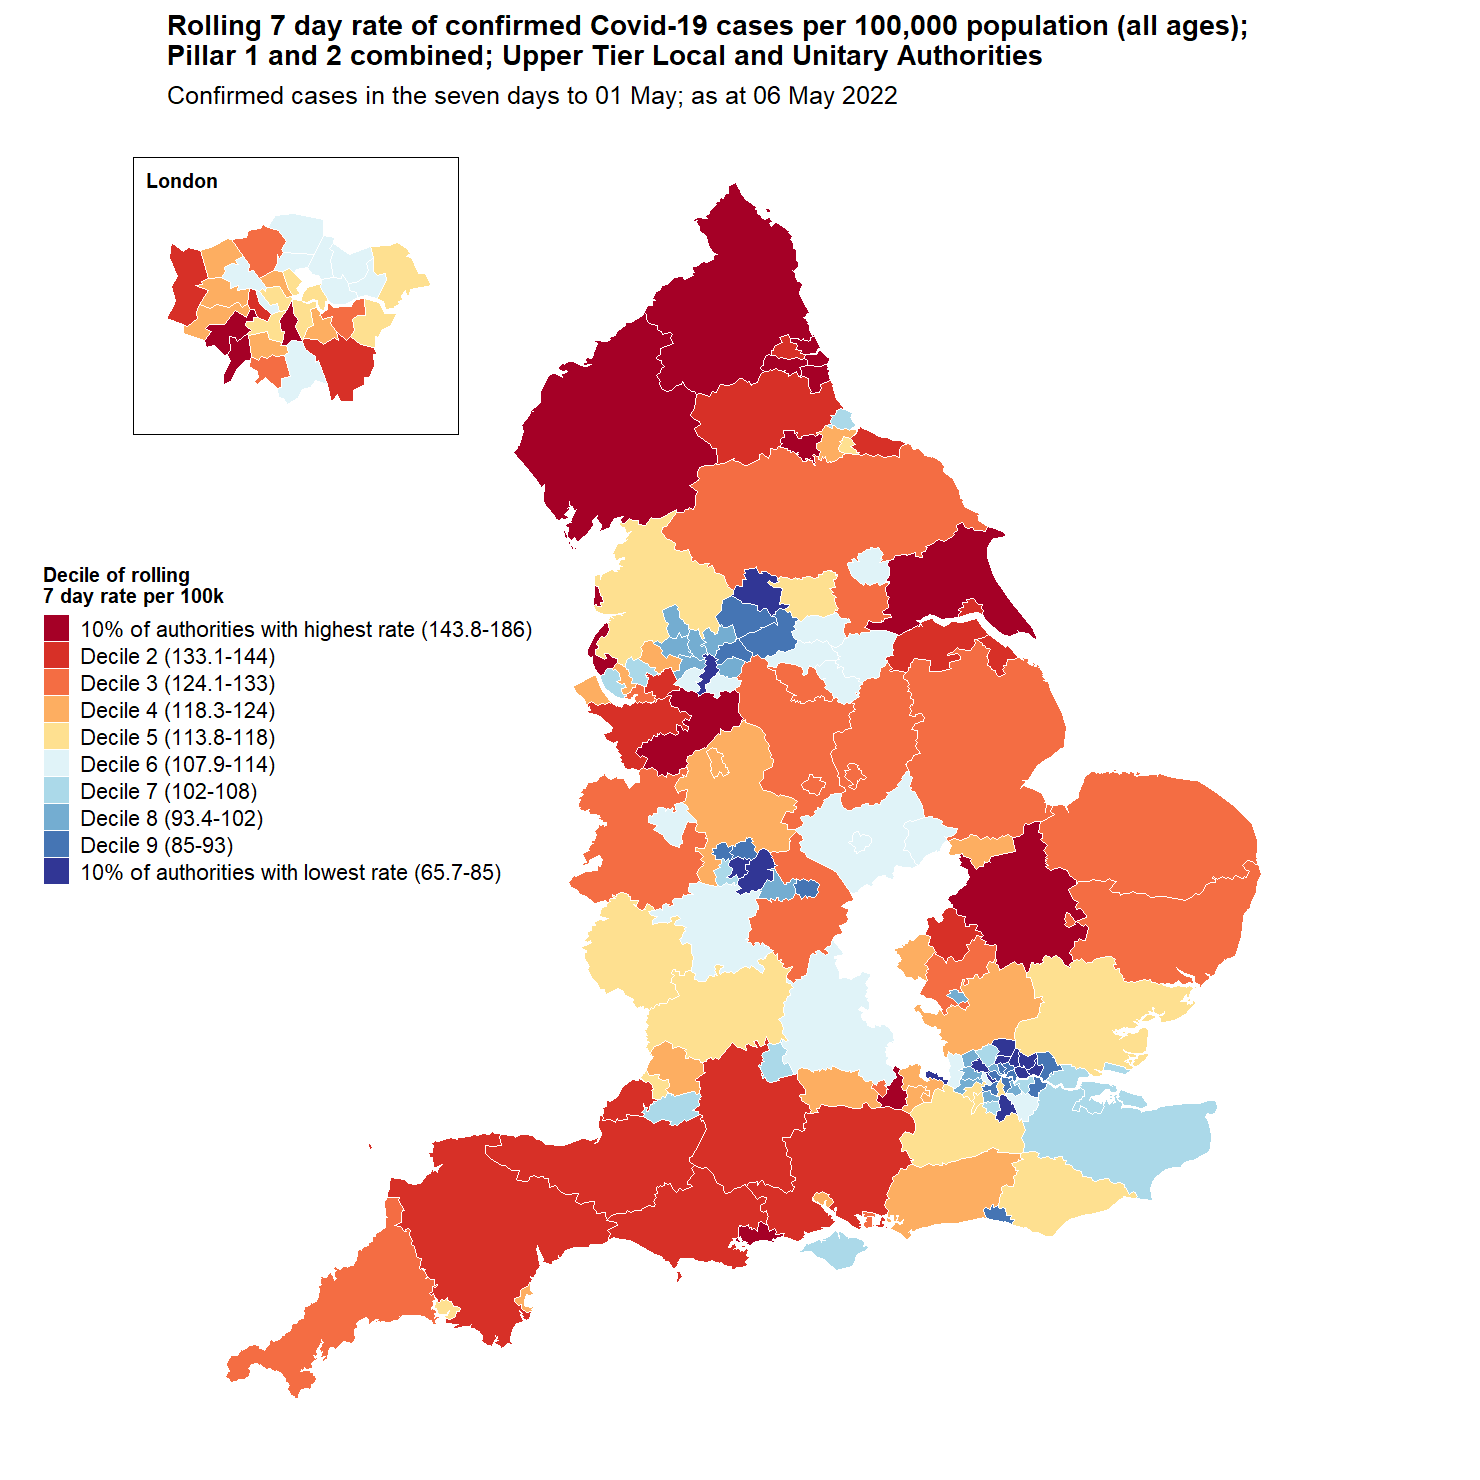 Rolling 7 day rate of confirmed Covid-19 cases per 100,000 population (all ages);
Pillar 1 and 2 combined; Upper Tier Local and Unitary Authorities
Confirmed cases in the seven days to 01 May; as at 06 May 2022
London
Decile of rolling
7 day rate per 100k
10% of authorities with highest rate (143.8-186)
Decile 2 (133.1-144)
Decile 3 (124.1-133)
Decile 4 (118.3-124)
Decile 5 (113.8-118)
Decile 6 (107.9-114)
Decile 7 (102-108)
Decile 8 (93.4-102)
Decile 9 (85-93)
10% of authorities with lowest rate (65.7-85)